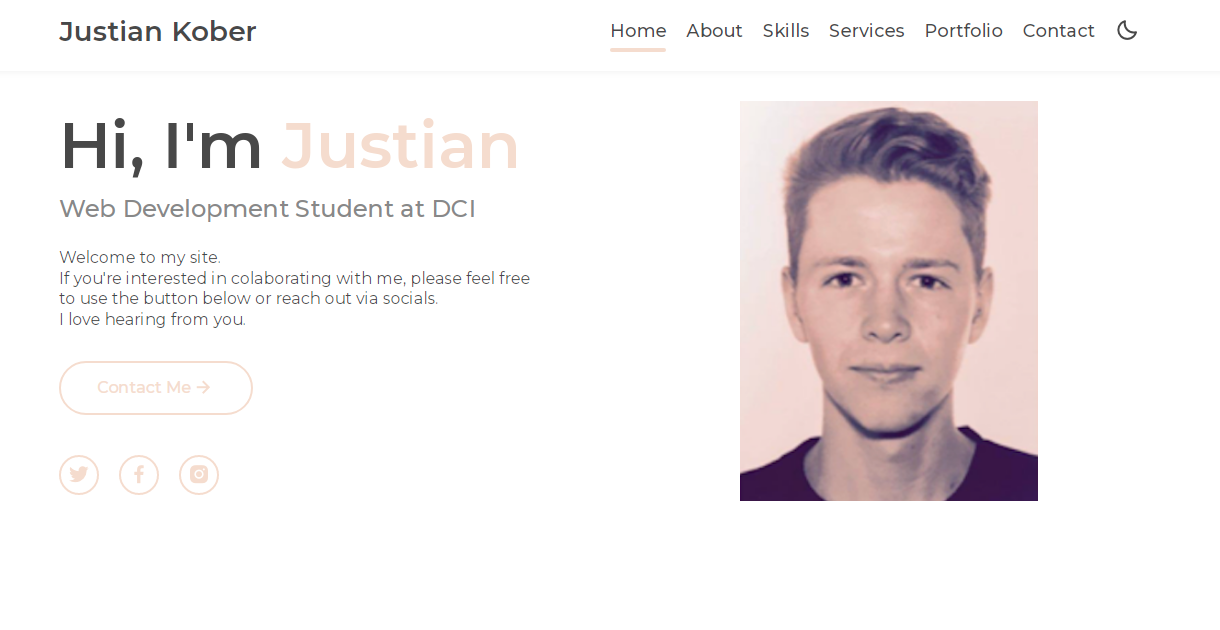 Justian Kober
Home About Skills Services Portfolio Contact
Hi, I'm Justian
Web Development Student at DCI
Welcome to my site.
If you're interested in colaborating with me, please feel free
to use the button below or reach out via socials.
I love hearing from you.
Contact Me →